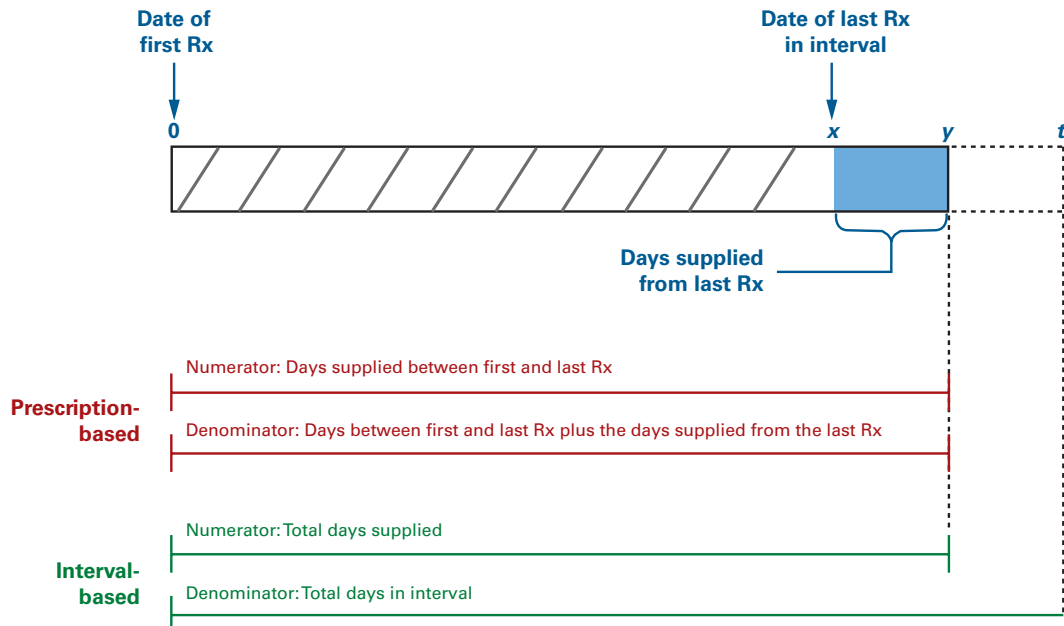 Date of
first Rx
Date of last Rx
in interval
0
x
y
t
Days supplied
from last Rx
Prescription-
based
Numerator: Days supplied between first and last Rx
Denominator: Days between first and last Rx plus the days supplied from the last Rx
Interval-
based
Numerator: Total days supplied
Denominator: Total days in interval